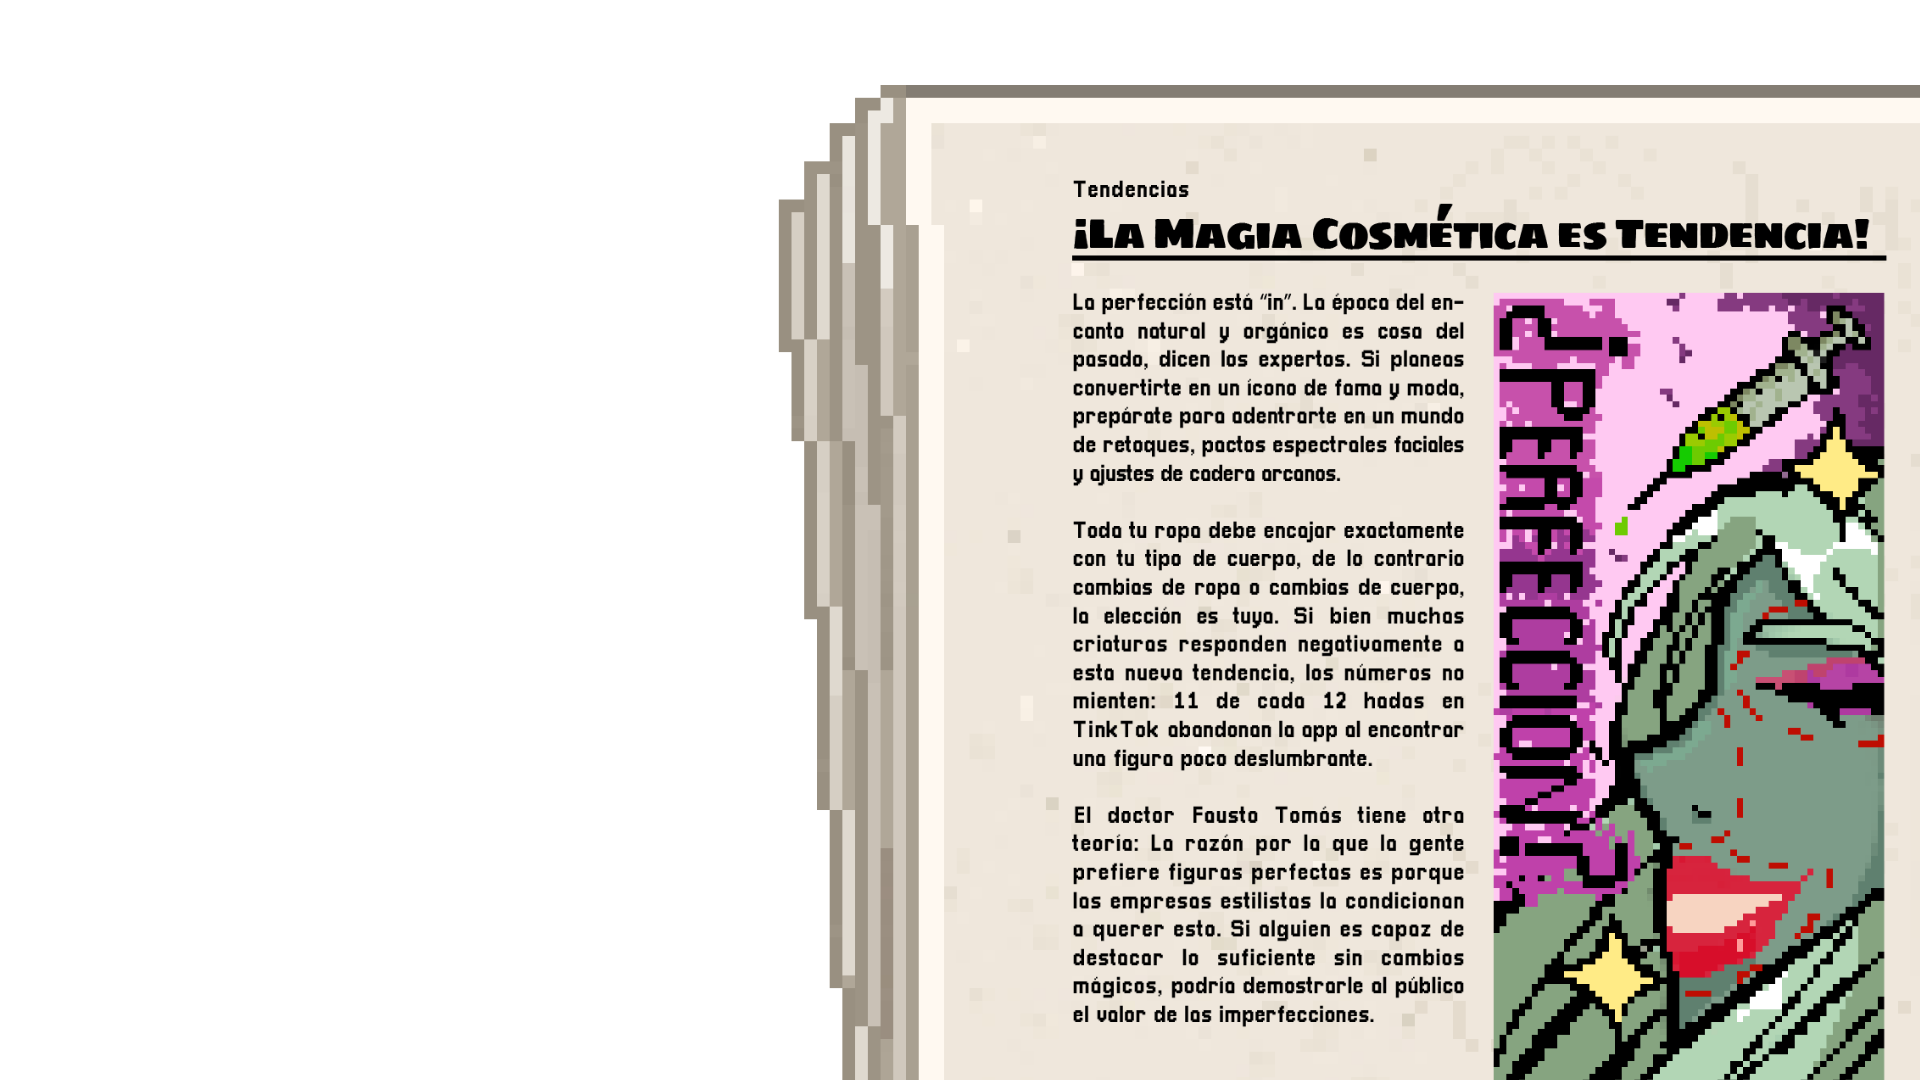 Tendencias
¡La Magia Cosmética es Tendencia!
La perfección está “in”. La época del en-
canto natural y orgánico es cosa del
pasado, dicen los expertos. Si planeas
convertirte en un ícono de fama y moda,
prepárate para adentrarte en un mundo
de retoques, pactos espectrales faciales
y ajustes de cadera arcanos.
Toda tu ropa debe encajar exactamente
con tu tipo de cuerpo, de lo contrario
cambias de ropa o cambias de cuerpo,
la elección es tuya. Si bien muchas
criaturas responden negativamente a
esta nueva tendencia, los números no
mienten: 11 de cada 12 hadas en
TinkTok abandonan la app al encontrar
una figura poco deslumbrante.
El doctor Fausto Tomás tiene otra
teoría: La razón por la que la gente
prefiere figuras perfectas es porque
las empresas estilistas la condicionan
a querer esto. Si alguien es capaz de
destacar lo suficiente sin cambios
mágicos, podría demostrarle al público
el valor de las imperfecciones.
¿PERFECCION?